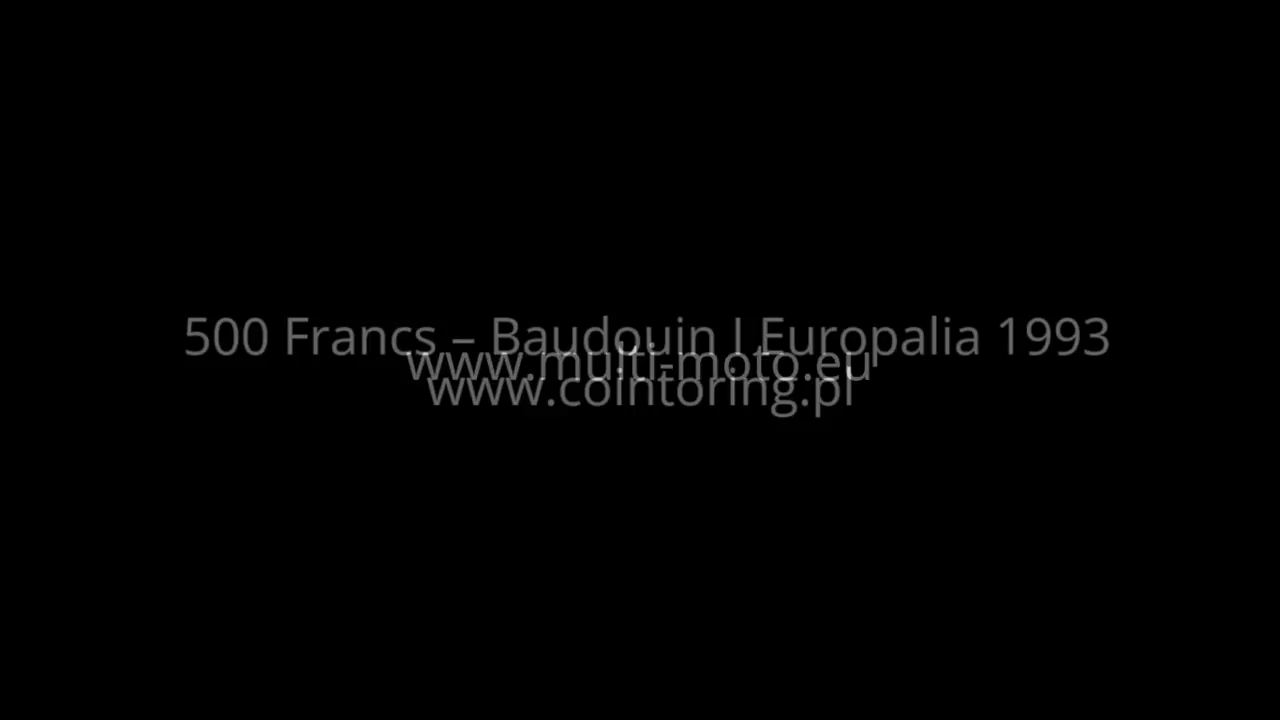 500 Francs – Baudouin I Europalia 1993
www.multi-moto.eu
www.cointoring.pl